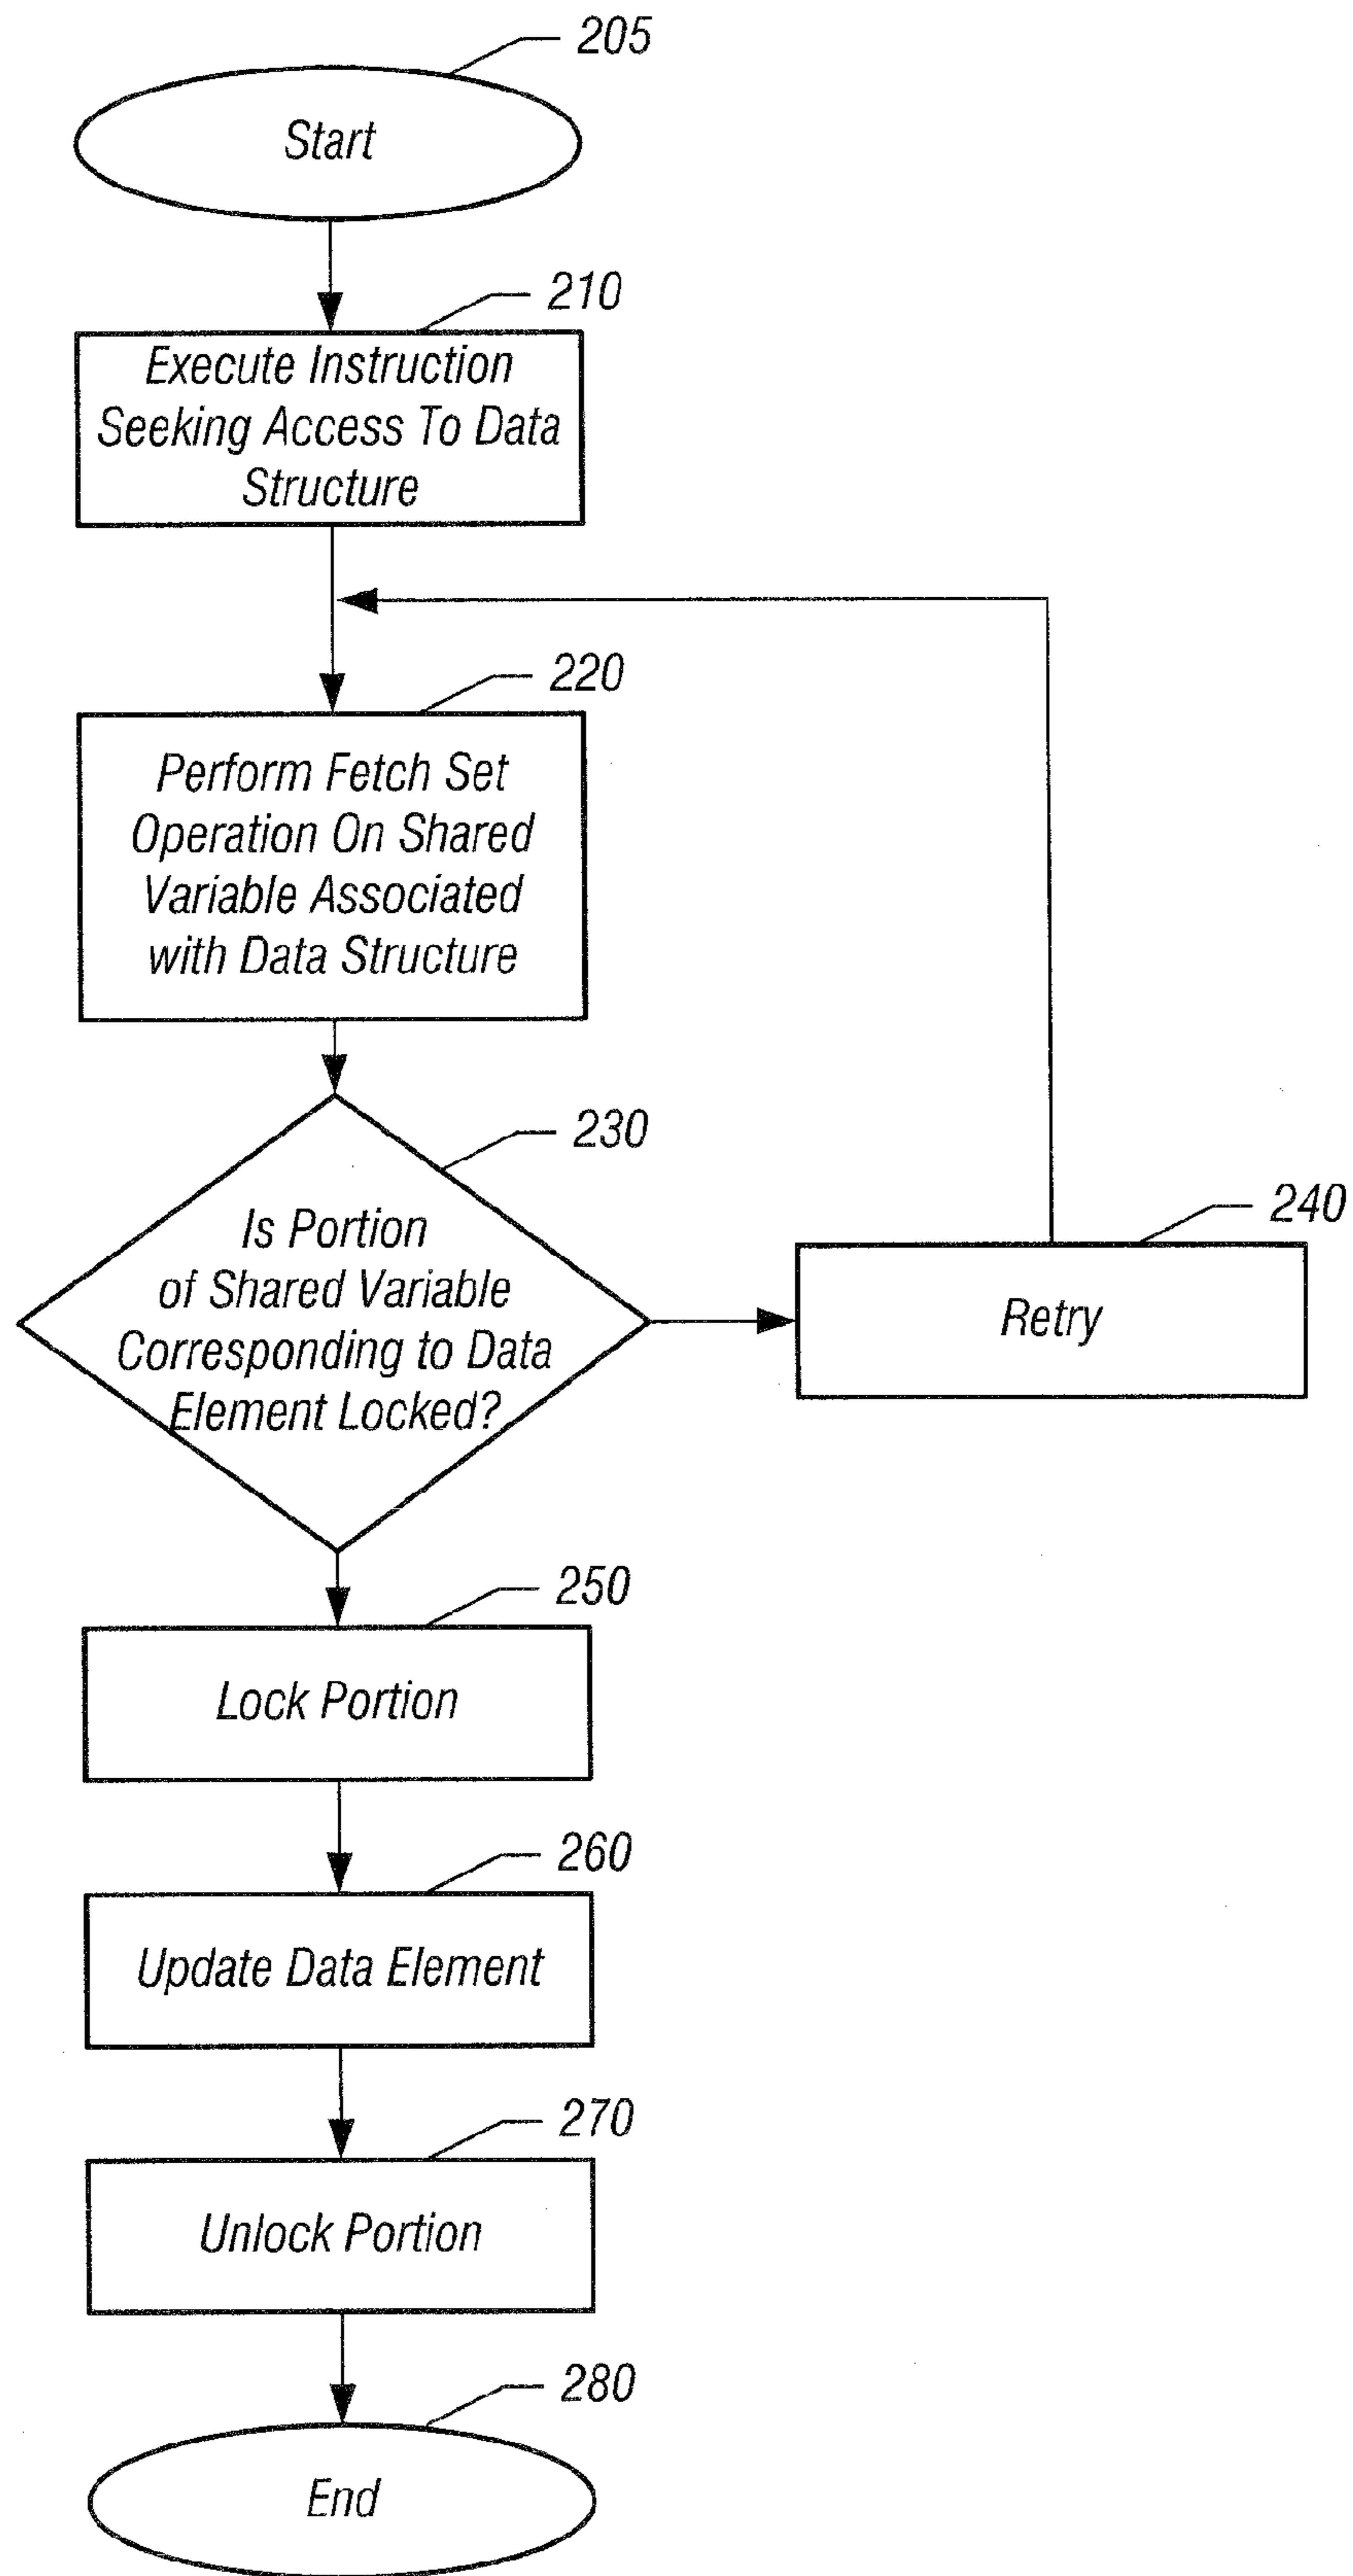 205
Start
210
Execute Instruction
Seeking Access To Data
Structure
220
Perform Fetch Set
Operation On Shared
Variable Associated
with Data Structure
230
Is Portion
of Shared Variable
Corresponding to Data
Element Locked?
240
Retry
250
Lock Portion
260
Update Data Element
270
Unlock Portion
280
End